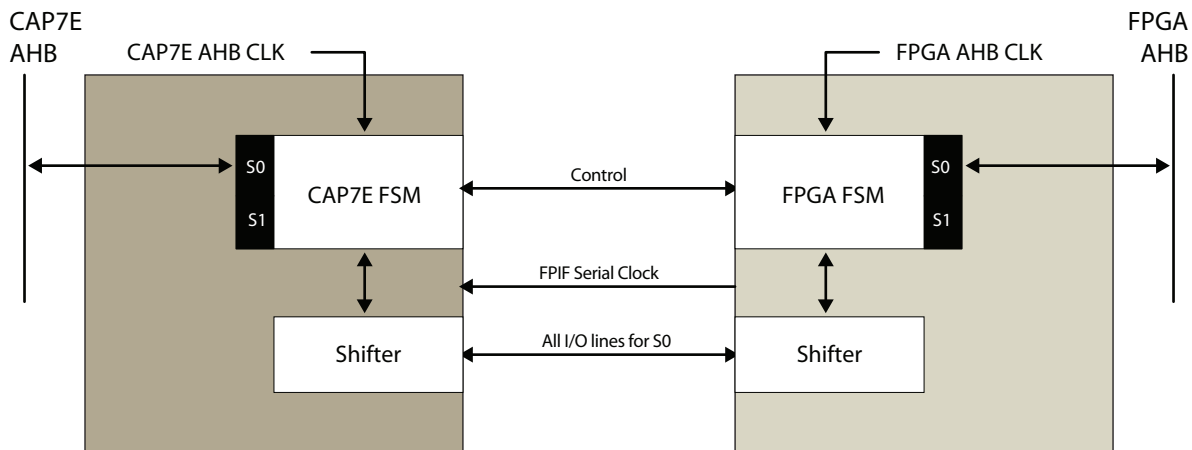 CAP7E
AHB
CAP7E AHB CLK
FPGA AHB CLK
FPGA
AHB
S0
S1
CAP7E FSM
Control
FPGA FSM
S0
S1
FPIF Serial Clock
Shifter
All I/O lines for S0
Shifter